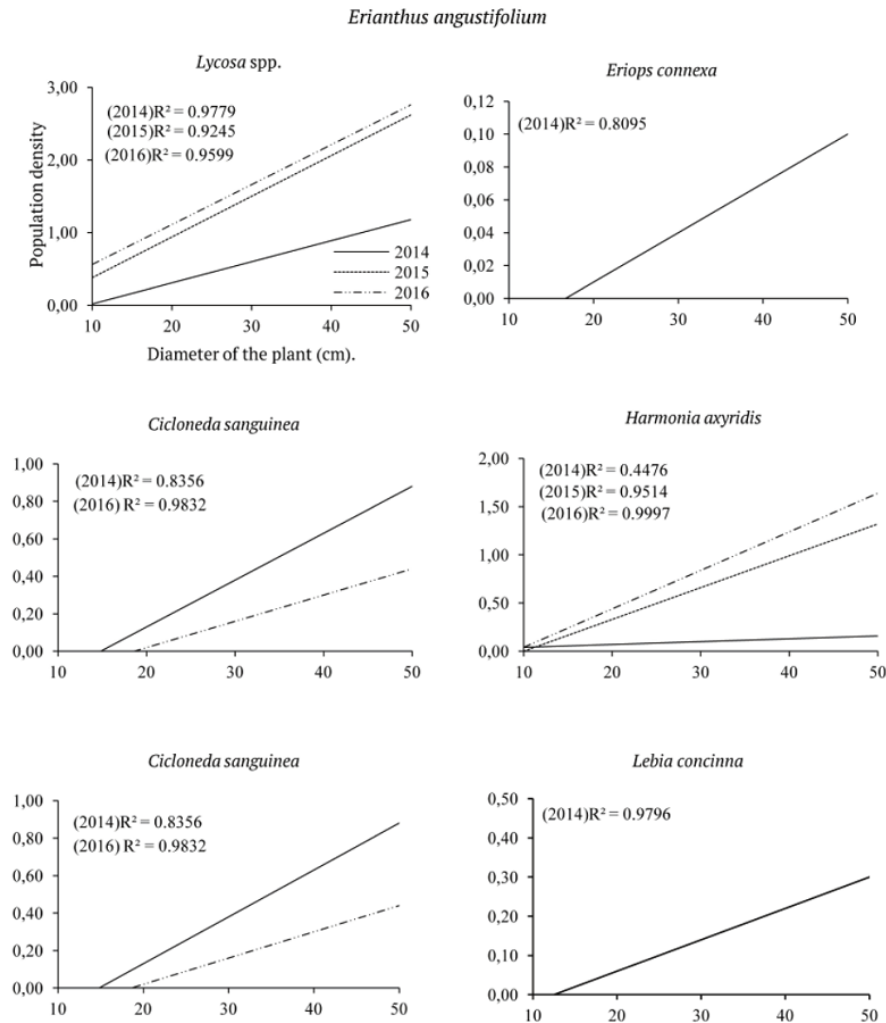 Erianthus angustifolium
Lycosa spp.
3,00
2,00
1,00
0,00
Population density
(2014)R² = 0.9779
(2015)R² = 0.9245
(2016)R² = 0.9599
2014
2015
2016
10 20 30 40 50
Diameter of the plant (cm).
Eriops connexa
0,12
0,10
0,08
0,06
0,04
0,02
0,00
(2014)R² = 0.8095
10 20 30 40 50
Cicloneda sanguinea
1,00
0,80
0,60
0,40
0,20
0,00
(2014)R² = 0.8356
(2016) R² = 0.9832
10 20 30 40 50
Harmonia axyridis
2,00
1,50
1,00
0,50
0,00
(2014)R² = 0.4476
(2015)R² = 0.9514
(2016)R² = 0.9997
10 20 30 40 50
Cicloneda sanguinea
1,00
0,80
0,60
0,40
0,20
0,00
(2014)R² = 0.8356
(2016) R² = 0.9832
10 20 30 40 50
Lebia concinna
0,50
0,40
0,30
0,20
0,10
0,00
(2014)R² = 0.9796
10 20 30 40 50